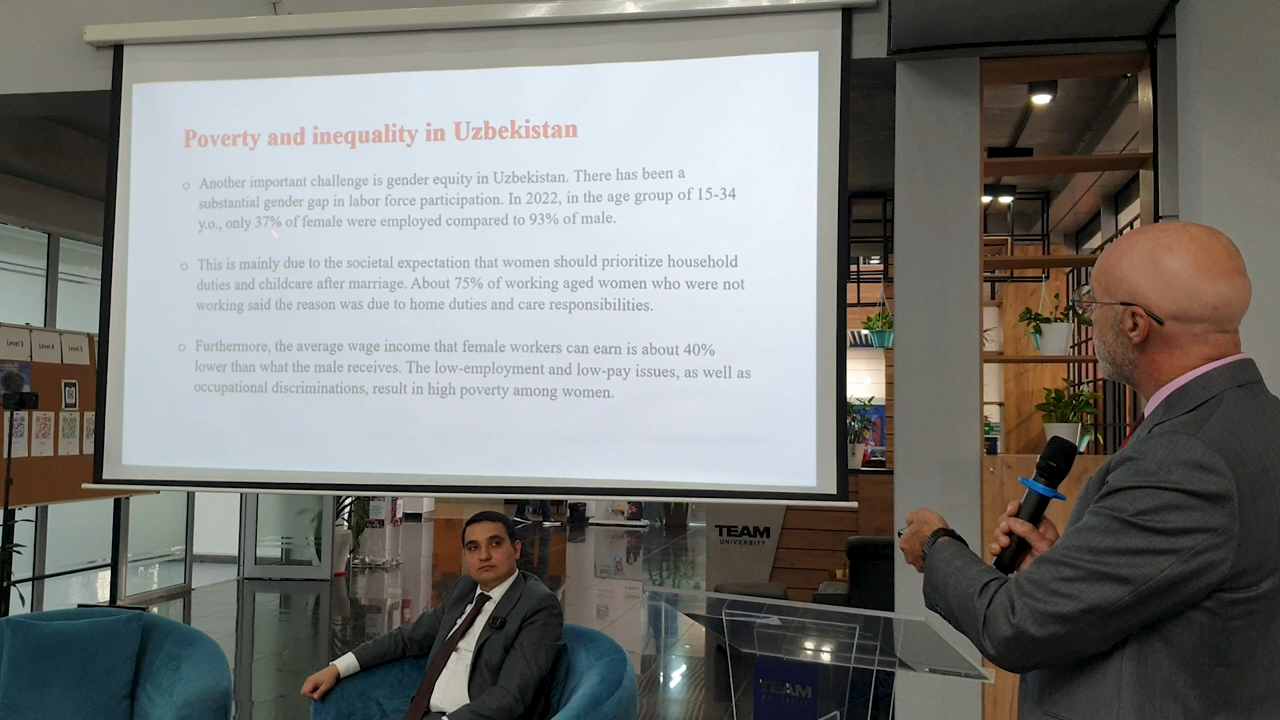 Poverty and inequality in Uzbekistan
Another important challenge is gender equity in Uzbekistan. There has been a
substantial gender gap in labor force participation. In 2022, in the age group of 15-34
y.o., only 37% of female were employed compared to 93% of male.
This is mainly due to the societal expectation that women should prioritize household
duties and childcare after marriage. About 75% of working aged women who were not
working said the reason was due to home duties and care responsibilities.
Furthermore, the average wage income that female workers can earn is about 40%
lower than what the male receives. The low-employment and low-pay issues, as well as
occupational discriminations, result in high poverty among women.
Level 3
Level 4
Level 5
TEAM
UNIVERSITY
TEAM
UNIVERSITY